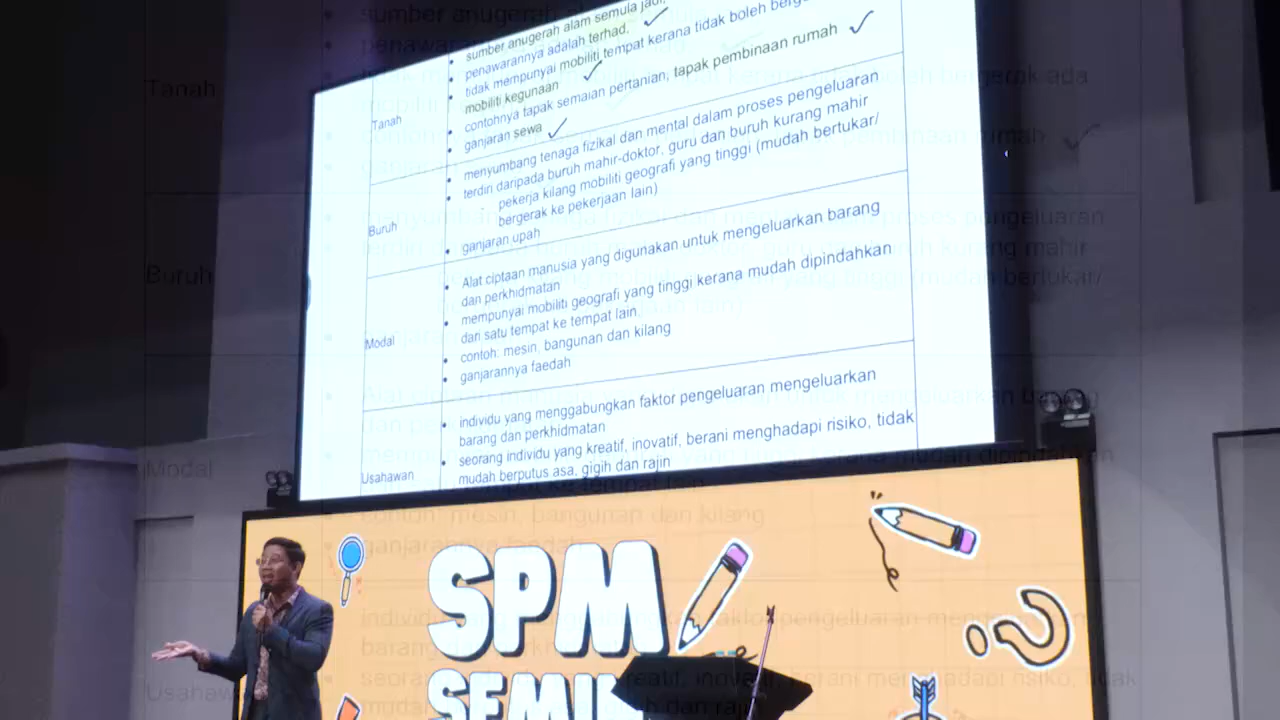 sumber anugerah alam semula jadi,
penawarannya adalah terhad.
tidak mempunyai mobiliti tempat kerana tidak boleh
mobiliti kegunaan
contohnya tapak semaian pertanian, tapak pembinaan rumah
ganjaran sewa
Tanah
menyumbang tenaga fizikal dan mental dalam proses pengeluaran
terdiri daripada buruh mahir-doktor, guru dan buruh kurang mahir
pekerja kilang mobiliti geografi yang tinggi (mudah bertukar/
bergerak ke pekerjaan lain)
ganjaran upah
Buruh
Alat ciptaan manusia yang digunakan untuk mengeluarkan barang
dan perkhidmatan
mempunyai mobiliti geografi yang tinggi kerana mudah dipindahkan
dari satu tempat ke tempat lain.
contoh: mesin, bangunan dan kilang
ganjarannya faedah
Modal
individu yang menggabungkan faktor pengeluaran mengeluarkan
barang dan perkhidmatan
seorang individu yang kreatif, inovatif, berani menghadapi risiko, tidak
mudah berputus asa, gigih dan rajin
Usahawan
SPM